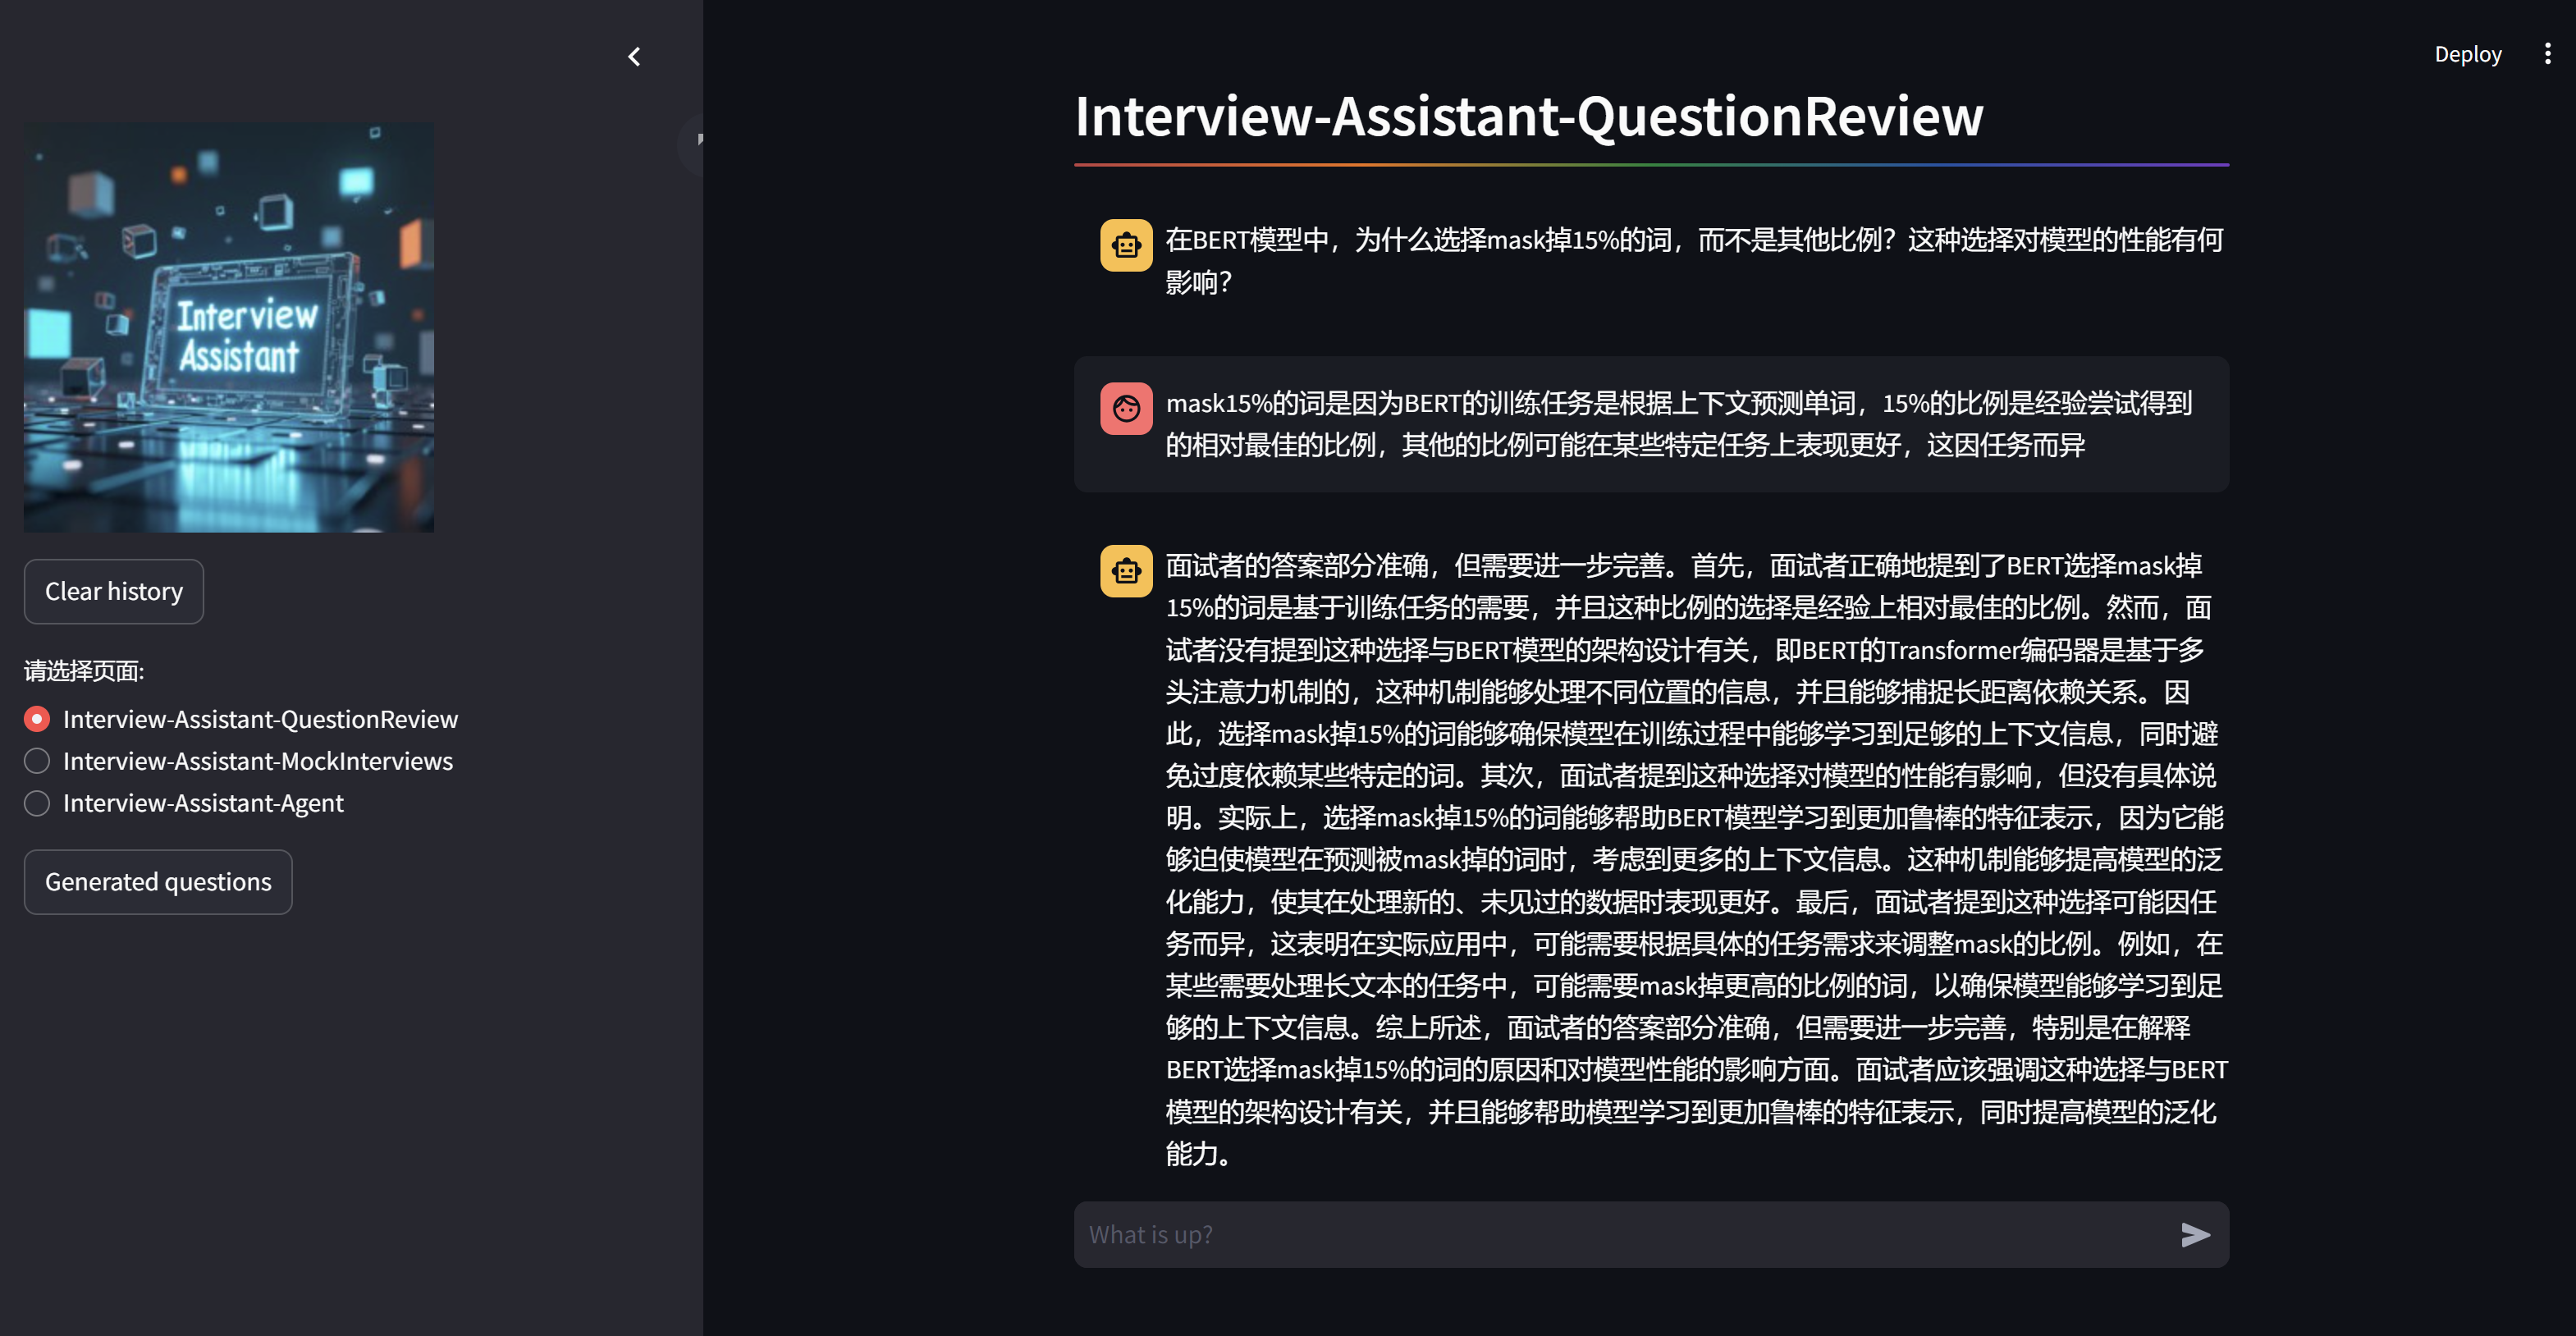 Deploy
Interview
Assistant
Clear history
请选择页面:
Interview-Assistant-QuestionReview
Interview-Assistant-MockInterviews
Interview-Assistant-Agent
Generated questions
Interview-Assistant-QuestionReview
在BERT模型中，为什么选择mask掉15%的词，而不是其他比例？这种选择对模型的性能有何
影响？
mask15%的词是因为BERT的训练任务是根据上下文预测单词，15%的比例是经验尝试得到
的相对最佳的比例，其他的比例可能在某些特定任务上表现更好，这因任务而异
面试者的答案部分准确，但需要进一步完善。首先，面试者正确地提到了BERT选择mask掉
15%的词是基于训练任务的需要，并且这种比例的选择是经验上相对最佳的比例。然而，面
试者没有提到这种选择与BERT模型的架构设计有关，即BERT的Transformer编码器是基于多
头注意力机制的，这种机制能够处理不同位置的信息，并且能够捕捉长距离依赖关系。因
此，选择mask掉15%的词能够确保模型在训练过程中能够学习到足够的上下文信息，同时避
免过度依赖某些特定的词。其次，面试者提到这种选择对模型的性能有影响，但没有具体说
明。实际上，选择mask掉15%的词能够帮助BERT模型学习到更加鲁棒的特征表示，因为它能
够迫使模型在预测被mask掉的词时，考虑到更多的上下文信息。这种机制能够提高模型的泛
化能力，使其在处理新的、未见过的数据时表现更好。最后，面试者提到这种选择可能因任
务而异，这表明在实际应用中，可能需要根据具体的任务需求来调整mask的比例。例如，在
某些需要处理长文本的任务中，可能需要mask掉更高的比例的词，以确保模型能够学习到足
够的上下文信息。综上所述，面试者的答案部分准确，但需要进一步完善，特别是在解释
BERT选择mask掉15%的词的原因和对模型性能的影响方面。面试者应该强调这种选择与BERT
模型的架构设计有关，并且能够帮助模型学习到更加鲁棒的特征表示，同时提高模型的泛化
能力。
What is up?